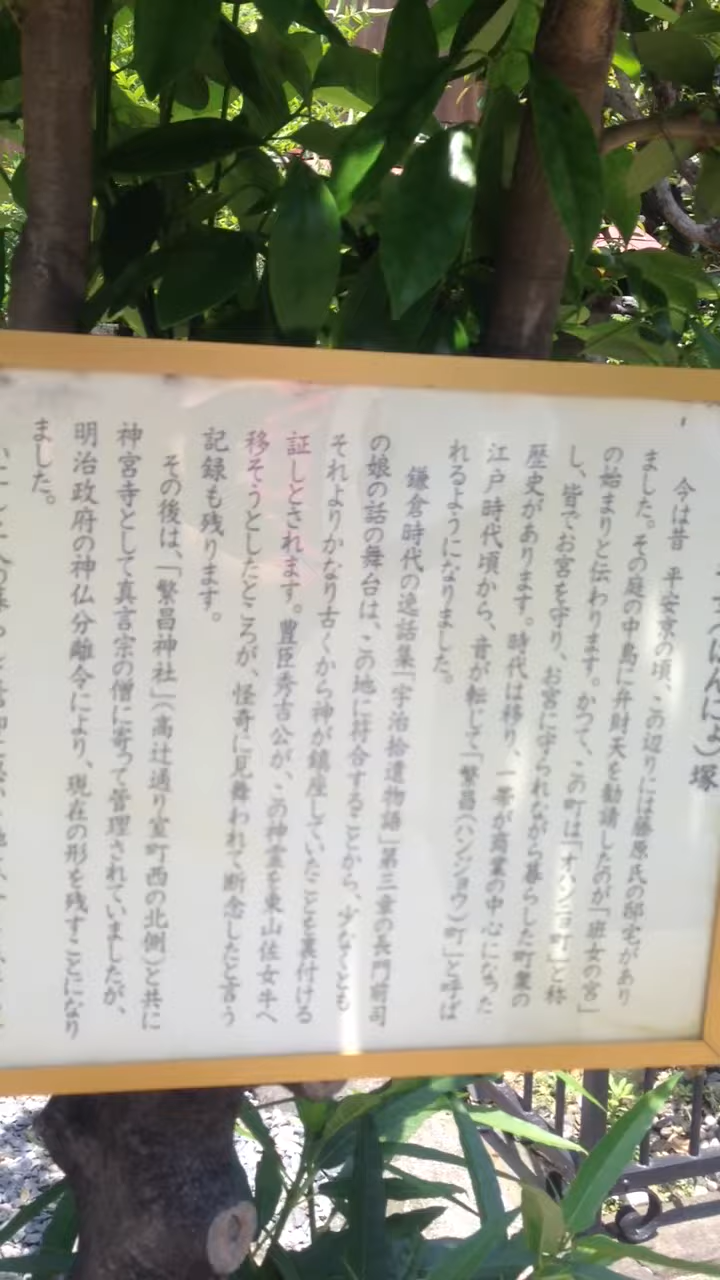 (はんにょ)塚
今は昔 平安京の頃、この辺りには藤原氏の邸宅があり
ました。その庭の中島に弁財天を勧請したのが「班女の宮」
の始まりと伝わります。かつて、この町は「オハンニョ町」と称
し、皆でお宮を守り、お宮に守られながら暮らした町衆の
歴史があります。時代は移り、一帯が商業の中心になった
江戸時代頃から、音が転じて「繁昌(ハンジョウ)町」と呼ば
れるようになりました。
鎌倉時代の逸話集「宇治拾遺物語」第三章の長門前司
の娘の話の舞台は、この地に符合することから、少なくとも
それよりかなり古くから神が鎮座していたことを裏付ける
証しとされます。豊臣秀吉公が、この神霊を東山佐女牛へ
移そうとしたところが、怪奇に見舞われて断念したと言う
記録も残ります。
その後は、「繁昌神社」(高辻通り室町西の北側)と共に
神宮寺として真言宗の僧に寄って管理されていましたが、
明治政府の神仏分離令により、現在の形を残すことになり
ました。